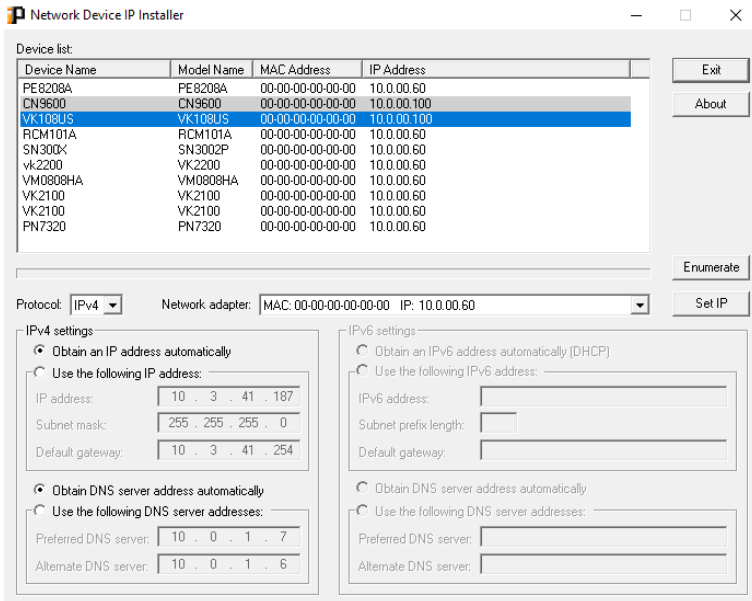 Network Device IP Installer
Device list:
Device Name Model Name MAC Address IP Address
PE8208A PE8208A 00-00-00-00-00-00 10.0.00.60
CN9600 CN9600 00-00-00-00-00-00 10.0.00.100
VK108US VK108US 00-00-00-00-00-00 10.0.00.100
RCM101A RCM101A 00-00-00-00-00-00 10.0.00.60
SN300X SN3002P 00-00-00-00-00-00 10.0.00.60
vk2200 VK2200 00-00-00-00-00-00 10.0.00.60
VM0808HA VM0808HA 00-00-00-00-00-00 10.0.00.60
VK2100 VK2100 00-00-00-00-00-00 10.0.00.60
VK2100 VK2100 00-00-00-00-00-00 10.0.00.60
PN7320 PN7320 00-00-00-00-00-00 10.0.00.60
Exit
About
Enumerate
Protocol: IPv4 Network adapter: MAC: 00-00-00-00-00-00 IP: 10.0.00.60 Set IP
IPv4 settings
Obtain an IP address automatically
Use the following IP address:
IP address: 10 . 3 . 41 . 187
Subnet mask: 255 . 255 . 255 . 0
Default gateway: 10 . 3 . 41 . 254
Obtain DNS server address automatically
Use the following DNS server addresses:
Preferred DNS server: 10 . 0 . 1 . 7
Alternate DNS server: 10 . 0 . 1 . 6
IPv6 settings
Obtain an IPv6 address automatically (DHCP)
Use the following IPv6 address:
IPv6 address:
Subnet prefix length:
Default gateway:
Obtain DNS server address automatically
Use the following DNS server addresses:
Preferred DNS server:
Alternate DNS server: